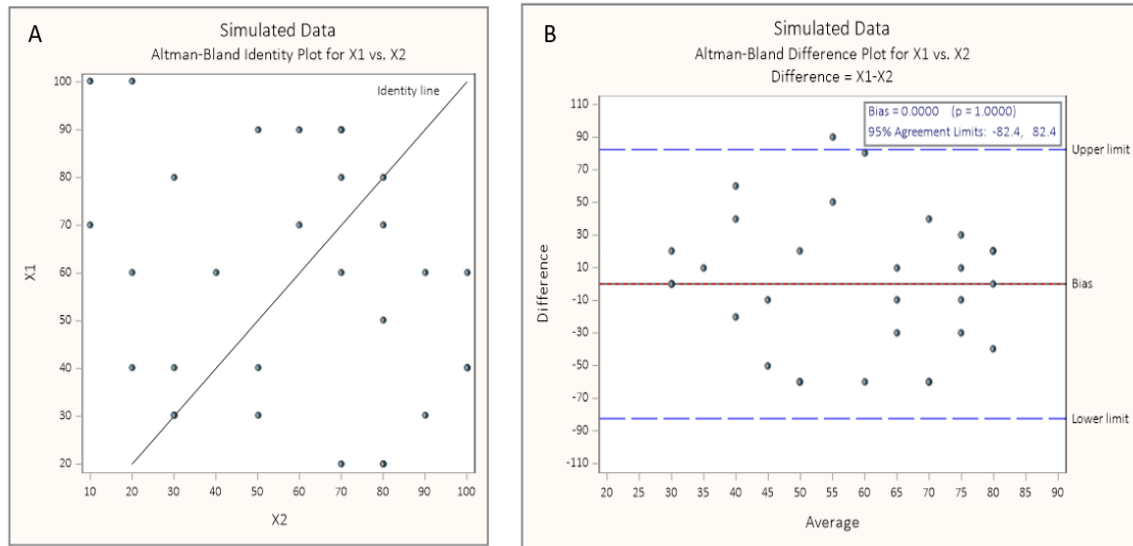 A
Simulated Data
Altman-Bland Identity Plot for X1 vs. X2
Identity line
100
90
80
70
60
50
40
30
20
X1
10 20 30 40 50 60 70 80 90 100
X2
B
Simulated Data
Altman-Bland Difference Plot for X1 vs. X2
Difference = X1-X2
Bias = 0.0000 (p = 1.0000)
95% Agreement Limits: -82.4, 82.4
110
90
70
50
30
10
-10
-30
-50
-70
-90
-110
Difference
Upper limit
Bias
Lower limit
20 25 30 35 40 45 50 55 60 65 70 75 80 85 90
Average